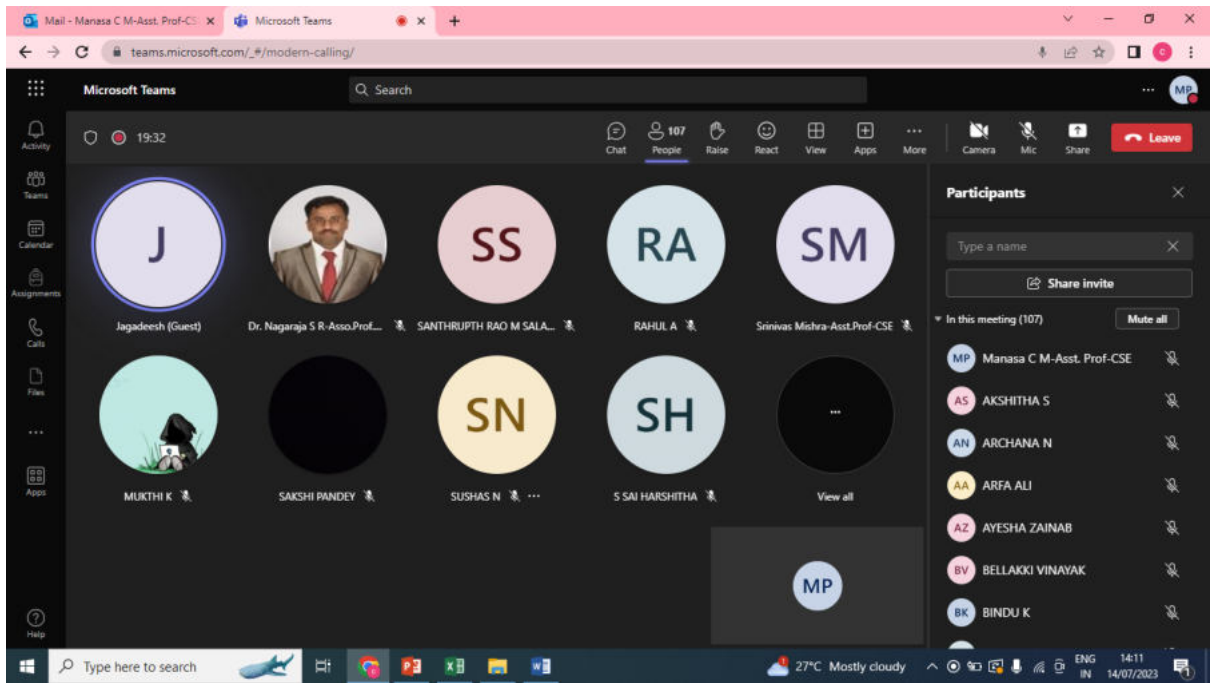 Mail - Manasa C M-Asst. Prof-CS
Microsoft Teams
teams.microsoft.com/_#/modern-calling/
C
Microsoft Teams
Search
MP
Activity
Teams
Calendar
Assignments
Calls
Files
Apps
Help
19:32
107
Chat People Raise React View Apps More Camera Mic Share Leave
J
SS
RA
SM
Jagadeesh (Guest)
Dr. Nagaraja S R-Asso.Prof...
SANTHRUPTH RAO M SALA...
RAHUL A
Srinivas Mishra-Asst.Prof-CSE
SN
SH
MUKTHI K
SAKSHI PANDEY
SUSHAS N
S SAI HARSHITHA
View all
MP
Participants
Type a name
Share invite
In this meeting (107)
Mute all
MP Manasa C M-Asst. Prof-CSE
AS AKSHITHA S
AN ARCHANA N
AA ARFA ALI
AZ AYESHA ZAINAB
BV BELLAKKI VINAYAK
BK BINDU K
Type here to search
27°C Mostly cloudy
ENG
IN
14:11
14/07/2023